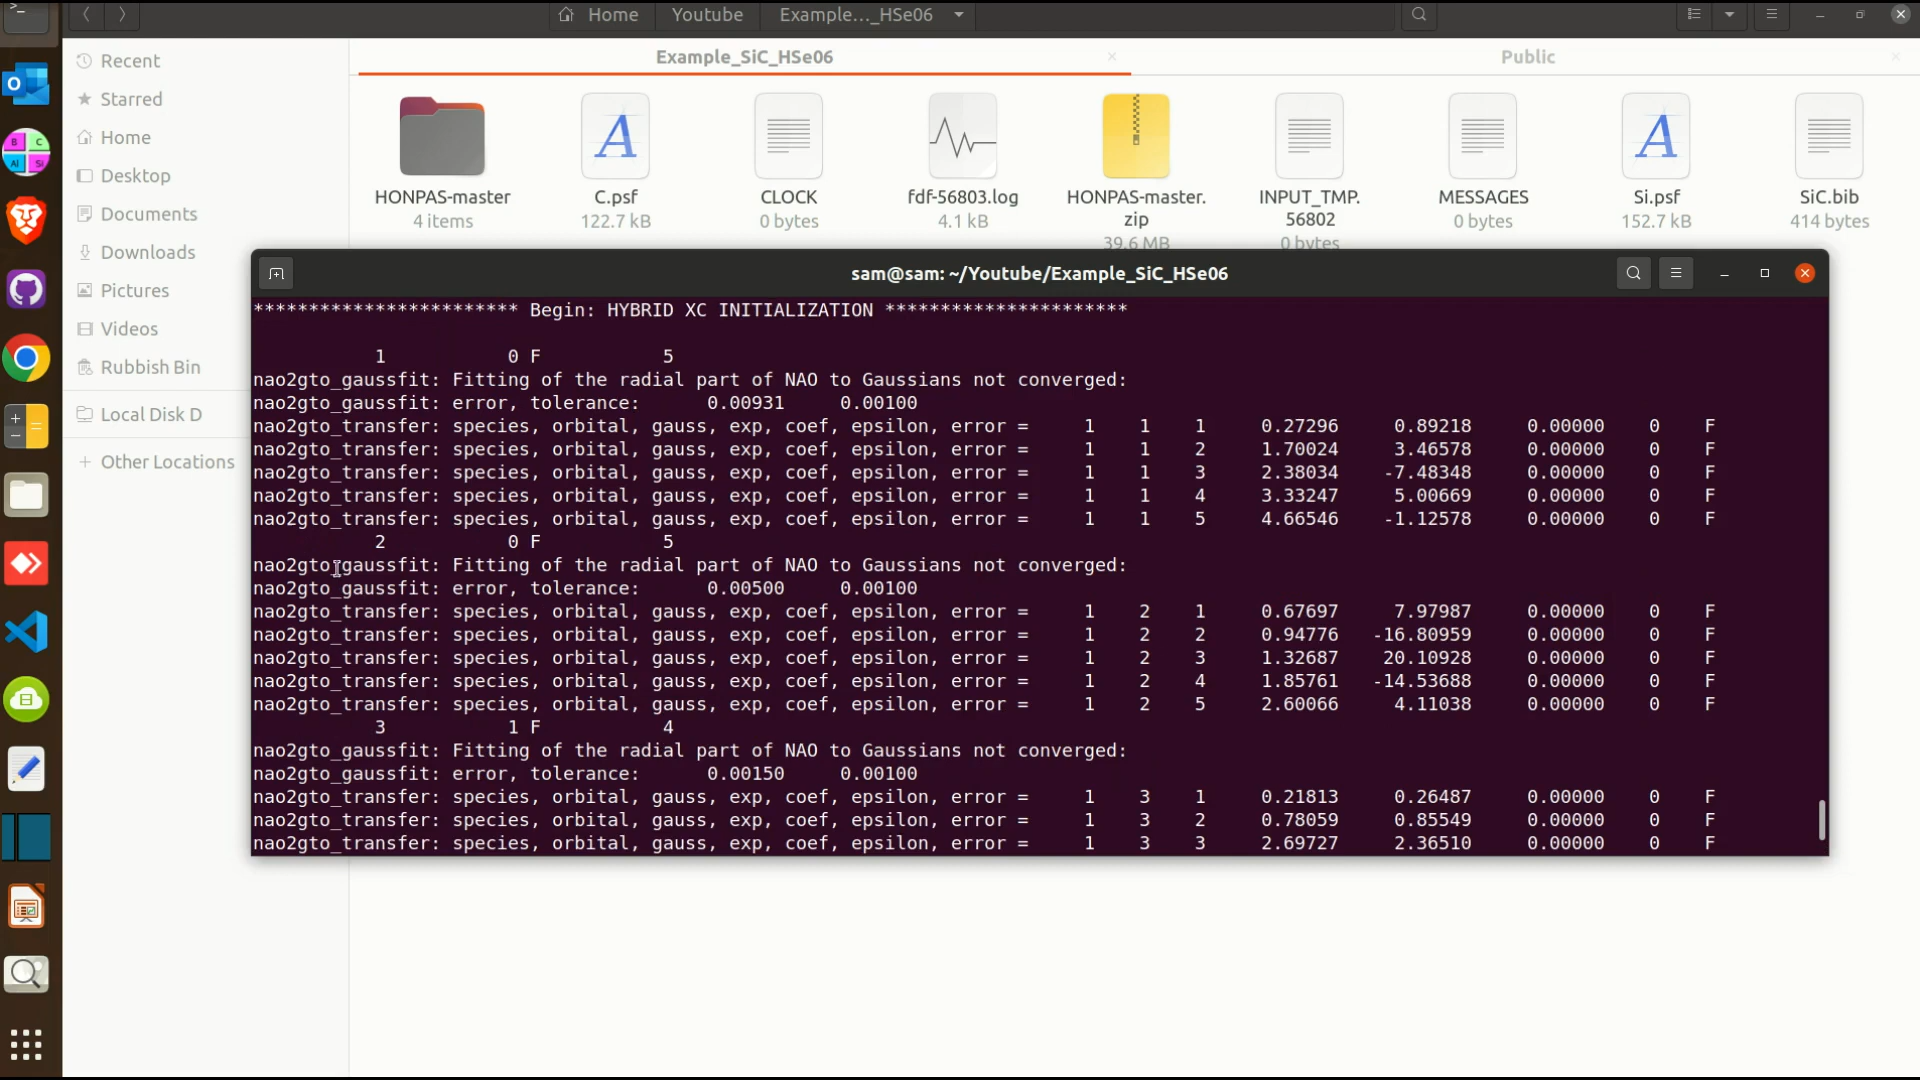 Home Youtube Example..._HSe06
Example_SiC_HSe06 Public
Recent
Starred
Home
Desktop
Documents
Downloads
Pictures
Videos
Rubbish Bin
Local Disk D
+ Other Locations
HONPAS-master
4 items
C.psf
122.7 kB
CLOCK
0 bytes
fdf-56803.log
4.1 kB
HONPAS-master.
zip
39.6 MB
INPUT_TMP.
56802
0 bytes
MESSAGES
0 bytes
Si.psf
152.7 kB
SiC.bib
414 bytes
sam@sam: ~/Youtube/Example_SiC_HSe06
************************ Begin: HYBRID XC INITIALIZATION **********************
1 0 F 5
nao2gto_gaussfit: Fitting of the radial part of NAO to Gaussians not converged:
nao2gto_gaussfit: error, tolerance: 0.00931 0.00100
nao2gto_transfer: species, orbital, gauss, exp, coef, epsilon, error = 1 1 1 0.27296 0.89218 0.00000 0 F
nao2gto_transfer: species, orbital, gauss, exp, coef, epsilon, error = 1 1 2 1.70024 3.46578 0.00000 0 F
nao2gto_transfer: species, orbital, gauss, exp, coef, epsilon, error = 1 1 3 2.38034 -7.48348 0.00000 0 F
nao2gto_transfer: species, orbital, gauss, exp, coef, epsilon, error = 1 1 4 3.33247 5.00669 0.00000 0 F
nao2gto_transfer: species, orbital, gauss, exp, coef, epsilon, error = 1 1 5 4.66546 -1.12578 0.00000 0 F
2 0 F 5
nao2gto_gaussfit: Fitting of the radial part of NAO to Gaussians not converged:
nao2gto_gaussfit: error, tolerance: 0.00500 0.00100
nao2gto_transfer: species, orbital, gauss, exp, coef, epsilon, error = 1 2 1 0.67697 7.97987 0.00000 0 F
nao2gto_transfer: species, orbital, gauss, exp, coef, epsilon, error = 1 2 2 0.94776 -16.80959 0.00000 0 F
nao2gto_transfer: species, orbital, gauss, exp, coef, epsilon, error = 1 2 3 1.32687 20.10928 0.00000 0 F
nao2gto_transfer: species, orbital, gauss, exp, coef, epsilon, error = 1 2 4 1.85761 -14.53688 0.00000 0 F
nao2gto_transfer: species, orbital, gauss, exp, coef, epsilon, error = 1 2 5 2.60066 4.11038 0.00000 0 F
3 1 F 4
nao2gto_gaussfit: Fitting of the radial part of NAO to Gaussians not converged:
nao2gto_gaussfit: error, tolerance: 0.00150 0.00100
nao2gto_transfer: species, orbital, gauss, exp, coef, epsilon, error = 1 3 1 0.21813 0.26487 0.00000 0 F
nao2gto_transfer: species, orbital, gauss, exp, coef, epsilon, error = 1 3 2 0.78059 0.85549 0.00000 0 F
nao2gto_transfer: species, orbital, gauss, exp, coef, epsilon, error = 1 3 3 2.69727 2.36510 0.00000 0 F